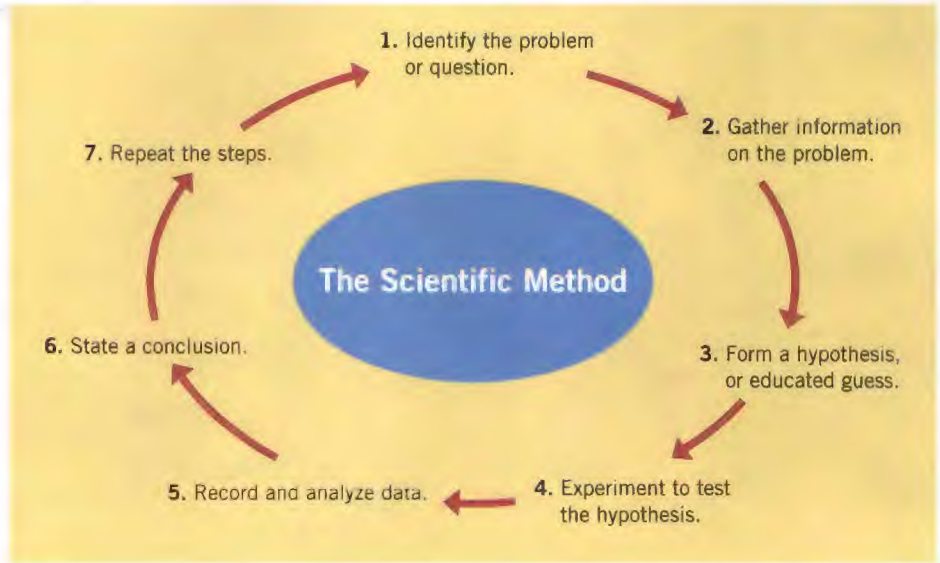 1. Identify the problem
or question.
2. Gather information
on the problem.
3. Form a hypothesis,
or educated guess.
4. Experiment to test
the hypothesis.
5. Record and analyze data.
6. State a conclusion.
7. Repeat the steps.
The Scientific Method